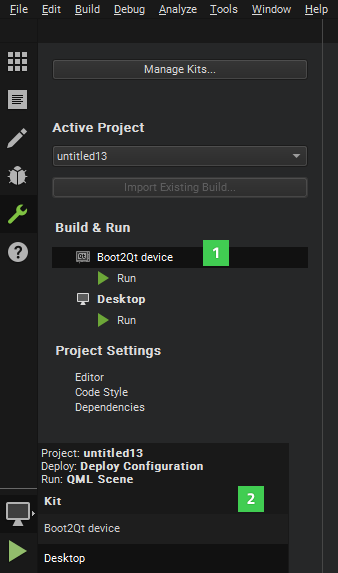 File Edit Build Debug Analyze Tools Window Help
Manage Kits...
Active Project
untitled13
Import Existing Build...
Build & Run
Boot2Qt device 1
Run
Desktop
Run
Project Settings
Editor
Code Style
Dependencies
Project: untitled13
Deploy: Deploy Configuration
Run: QML Scene
Kit 2
Boot2Qt device
Desktop